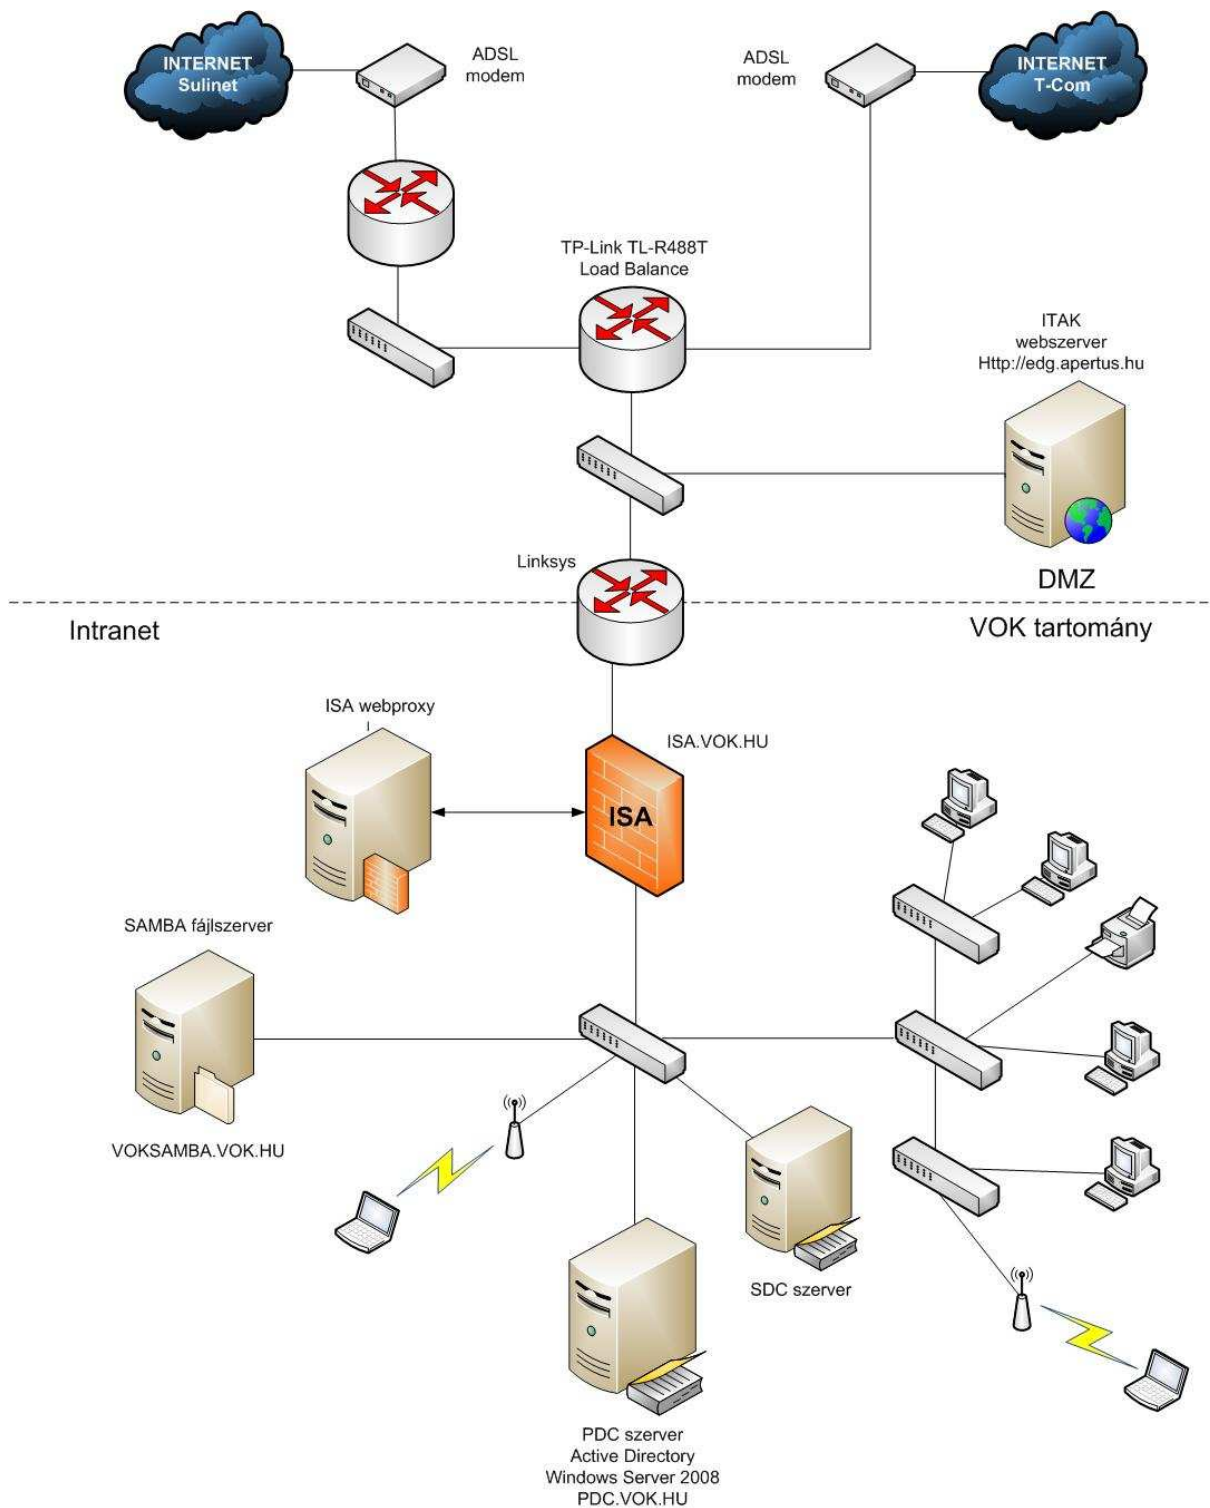 INTERNET
Sulinet
ADSL
modem
ADSL
modem
INTERNET
T-Com
TP-Link TL-R488T
Load Balance
ITAK
webszerver
Http://edg.apertus.hu
Linksys
DMZ
Intranet
VOK tartomány
ISA webproxy
ISA.VOK.HU
ISA
SAMBA fájlszerver
VOKSAMBA.VOK.HU
SDC szerver
PDC szerver
Active Directory
Windows Server 2008
PDC.VOK.HU